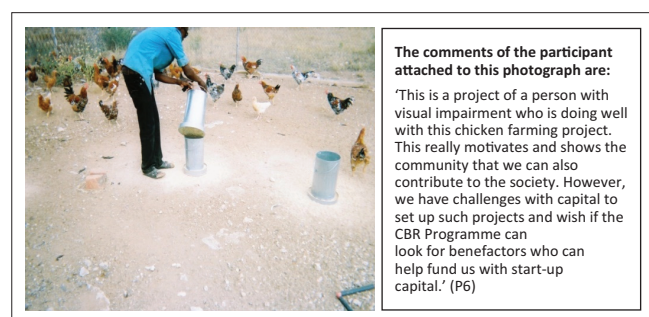 The comments of the participant
attached to this photograph are:
‘This is a project of a person with
visual impairment who is doing well
with this chicken farming project.
This really motivates and shows the
community that we can also
contribute to the society. However,
we have challenges with capital to
set up such projects and wish if the
CBR Programme can
look for benefactors who can
help fund us with start-up
capital.’ (P6)